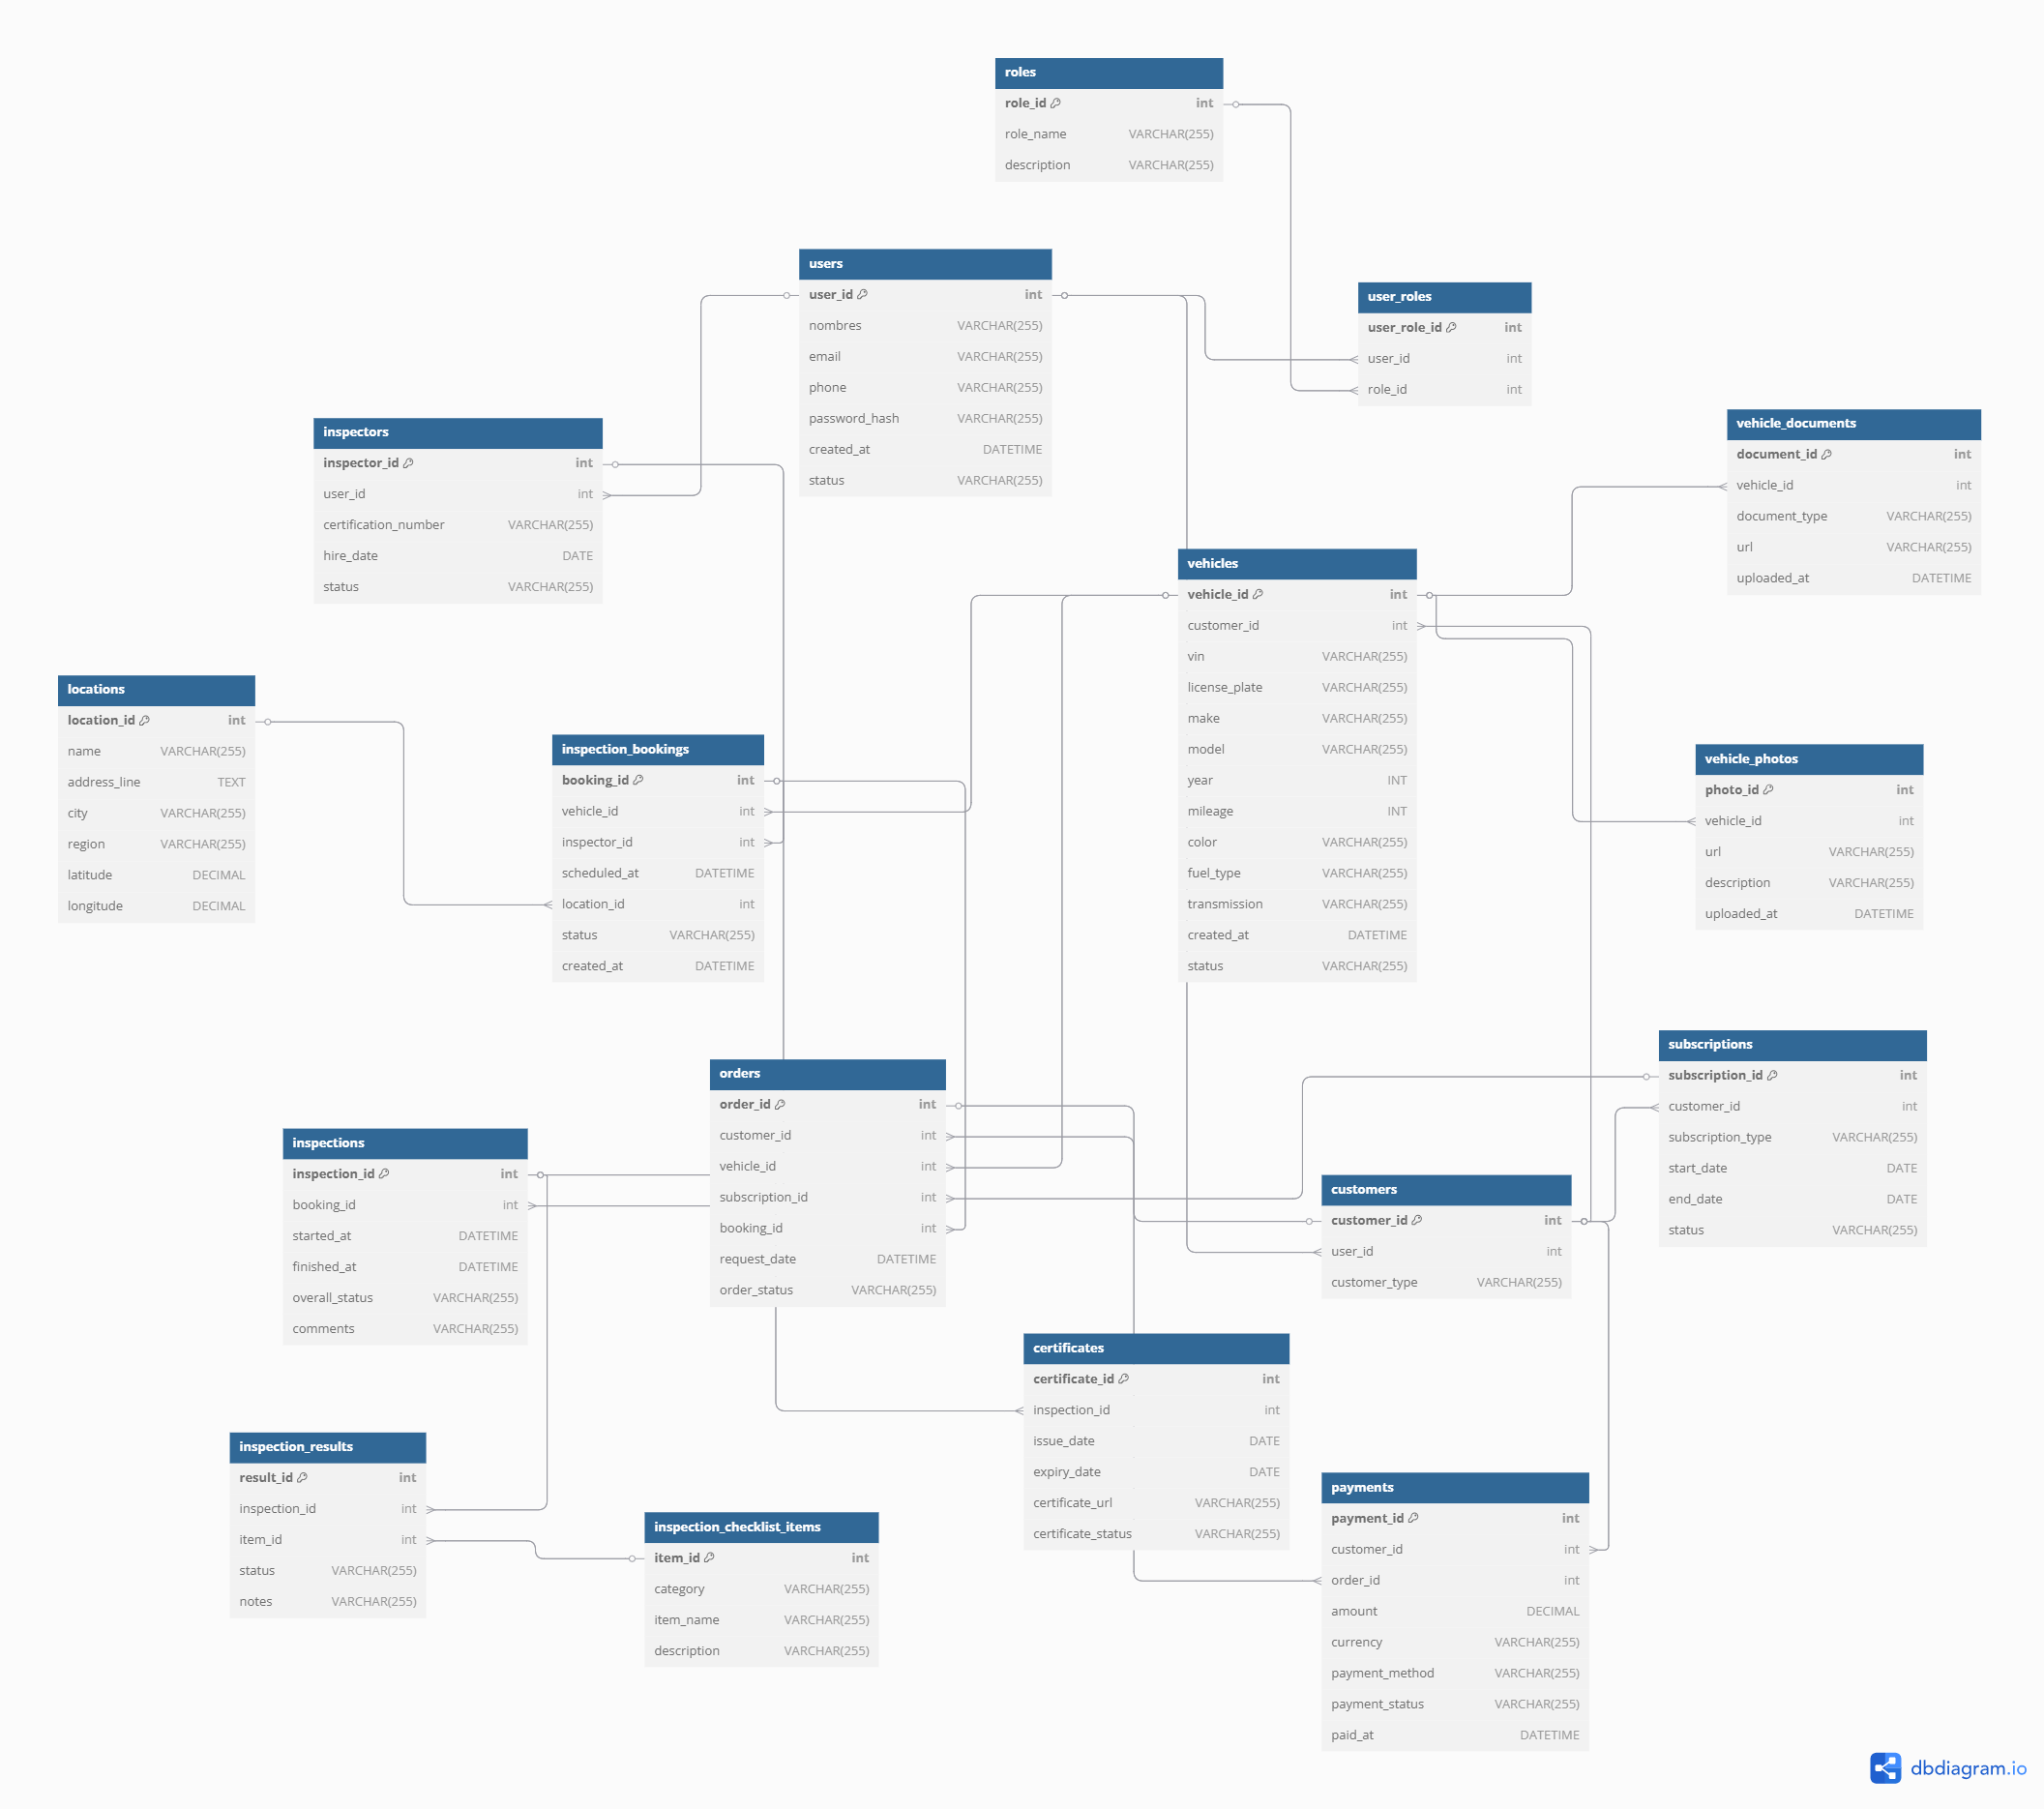 roles
role_id int
role_name VARCHAR(255)
description VARCHAR(255)
users
user_id int
nombres VARCHAR(255)
email VARCHAR(255)
phone VARCHAR(255)
password_hash VARCHAR(255)
created_at DATETIME
status VARCHAR(255)
user_roles
user_role_id int
user_id int
role_id int
inspectors
inspector_id int
user_id int
certification_number VARCHAR(255)
hire_date DATE
status VARCHAR(255)
vehicle_documents
document_id int
vehicle_id int
document_type VARCHAR(255)
url VARCHAR(255)
uploaded_at DATETIME
vehicles
vehicle_id int
customer_id int
vin VARCHAR(255)
license_plate VARCHAR(255)
make VARCHAR(255)
model VARCHAR(255)
year INT
mileage INT
color VARCHAR(255)
fuel_type VARCHAR(255)
transmission VARCHAR(255)
created_at DATETIME
status VARCHAR(255)
locations
location_id int
name VARCHAR(255)
address_line TEXT
city VARCHAR(255)
region VARCHAR(255)
latitude DECIMAL
longitude DECIMAL
inspection_bookings
booking_id int
vehicle_id int
inspector_id int
scheduled_at DATETIME
location_id int
status VARCHAR(255)
created_at DATETIME
vehicle_photos
photo_id int
vehicle_id int
url VARCHAR(255)
description VARCHAR(255)
uploaded_at DATETIME
subscriptions
subscription_id int
customer_id int
subscription_type VARCHAR(255)
start_date DATE
end_date DATE
status VARCHAR(255)
orders
order_id int
customer_id int
vehicle_id int
subscription_id int
booking_id int
request_date DATETIME
order_status VARCHAR(255)
inspections
inspection_id int
booking_id int
started_at DATETIME
finished_at DATETIME
overall_status VARCHAR(255)
comments VARCHAR(255)
customers
customer_id int
user_id int
customer_type VARCHAR(255)
certificates
certificate_id int
inspection_id int
issue_date DATE
expiry_date DATE
certificate_url VARCHAR(255)
certificate_status VARCHAR(255)
inspection_results
result_id int
inspection_id int
item_id int
status VARCHAR(255)
notes VARCHAR(255)
inspection_checklist_items
item_id int
category VARCHAR(255)
item_name VARCHAR(255)
description VARCHAR(255)
payments
payment_id int
customer_id int
order_id int
amount DECIMAL
currency VARCHAR(255)
payment_method VARCHAR(255)
payment_status VARCHAR(255)
paid_at DATETIME
dbdiagram.io